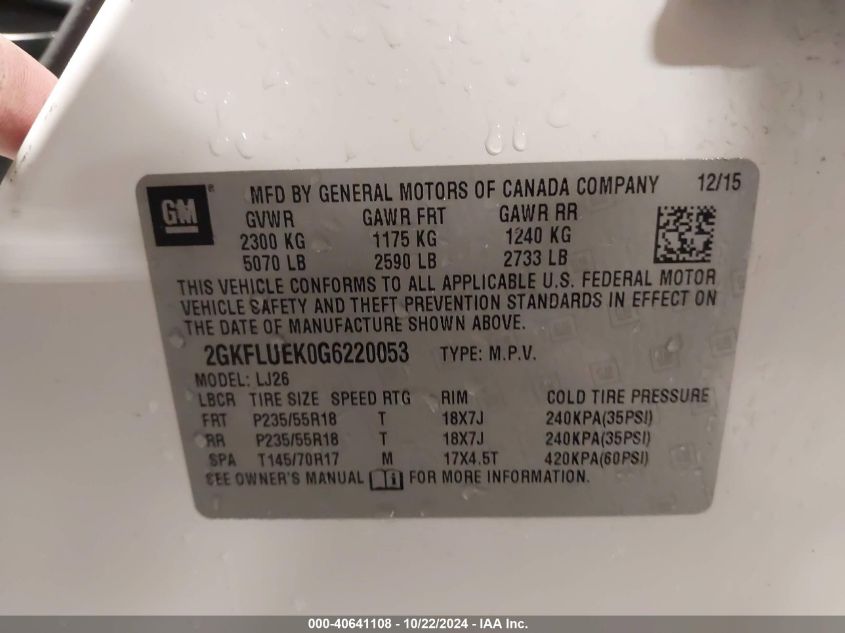 GM ® MFD BY GENERAL MOTORS OF CANADA COMPANY 12/15
GVWR GAWR FRT GAWR RR
2300 KG 1175 KG 1240 KG
5070 LB 2590 LB 2733 LB
THIS VEHICLE CONFORMS TO ALL APPLICABLE U.S. FEDERAL MOTOR
VEHICLE SAFETY AND THEFT PREVENTION STANDARDS IN EFFECT ON
THE DATE OF MANUFACTURE SHOWN ABOVE.
2GKFLUEK0G6220053 TYPE: M.P.V.
MODEL: LJ26
LBCR TIRE SIZE SPEED RTG RIM COLD TIRE PRESSURE
FRT P235/55R18 T 18X7J 240KPA(35PSI)
RR P235/55R18 T 18X7J 240KPA(35PSI)
SPA T145/70R17 M 17X4.5T 420KPA(60PSI)
SEE OWNER'S MANUAL FOR MORE INFORMATION.
000-40641108 - 10/22/2024 - IAA Inc.